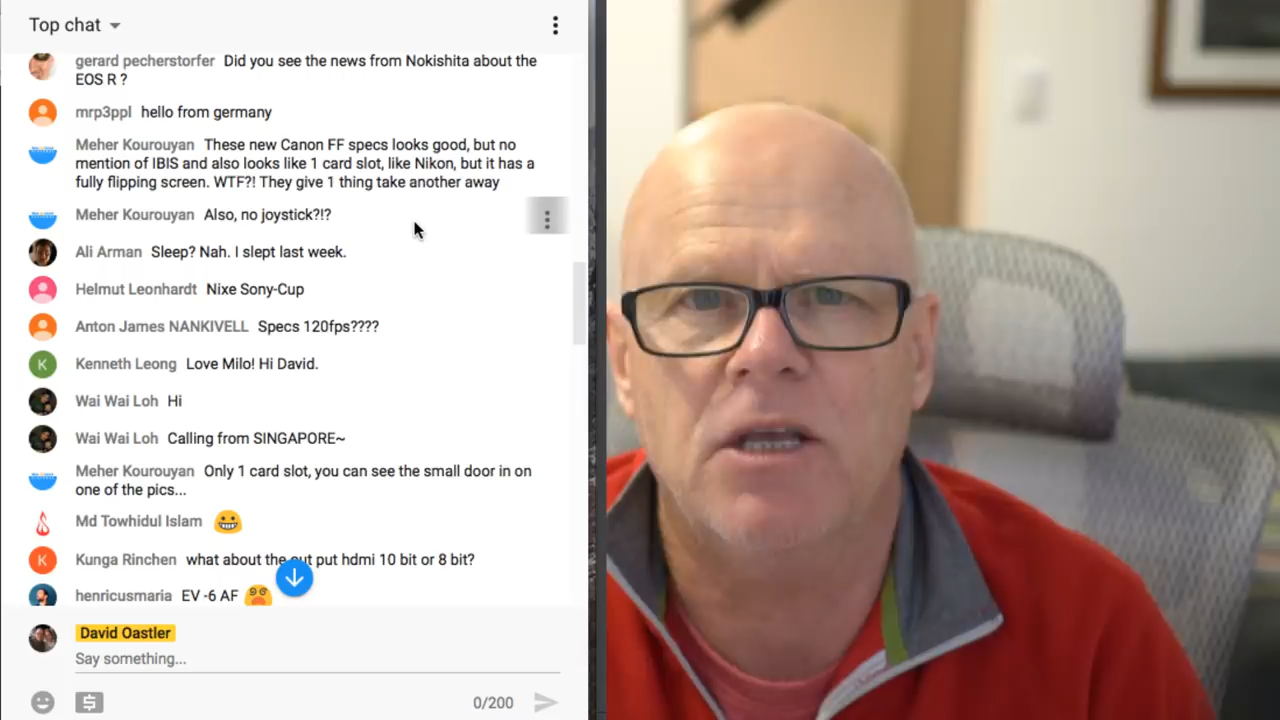 Top chat
gerard pecherstorfer Did you see the news from Nokishita about the
EOS R ?
mrp3ppl hello from germany
Meher Kourouyan These new Canon FF specs looks good, but no
mention of IBIS and also looks like 1 card slot, like Nikon, but it has a
fully flipping screen. WTF?! They give 1 thing take another away
Meher Kourouyan Also, no joystick?!?
Ali Arman Sleep? Nah. I slept last week.
Helmut Leonhardt Nixe Sony-Cup
Anton James NANKIVELL Specs 120fps????
K Kenneth Leong Love Milo! Hi David.
Wai Wai Loh Hi
Wai Wai Loh Calling from SINGAPORE~
Meher Kourouyan Only 1 card slot, you can see the small door in on
one of the pics...
Md Towhidul Islam 😀
K Kunga Rinchen what about the out put hdmi 10 bit or 8 bit?
henricusmaria EV -6 AF 😵
David Oastler
Say something...
$ 0/200